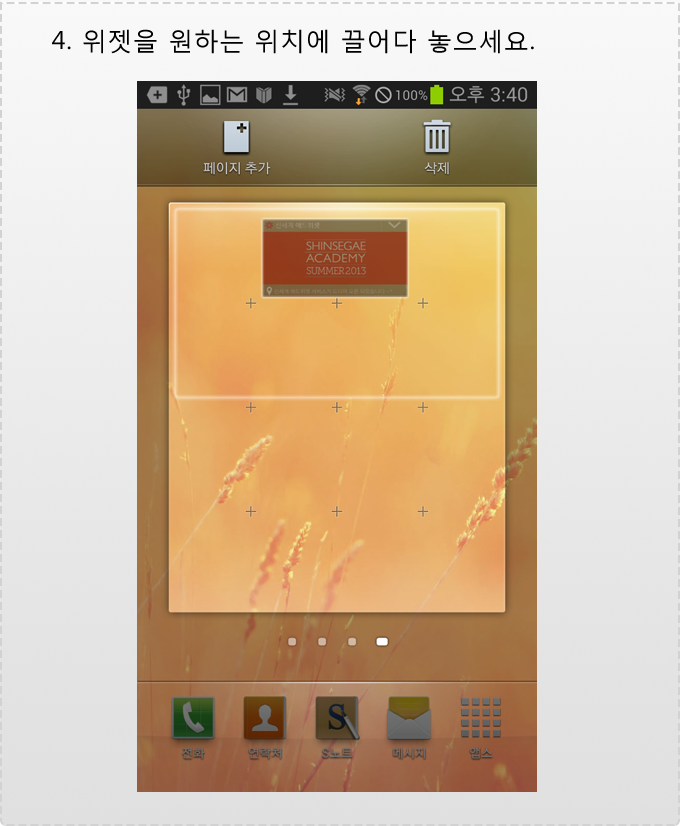 4. 위젯을 원하는 위치에 끌어다 놓으세요.
100% 오후 3:40
페이지 추가 삭제
SHINSEGAE
ACADEMY
SUMMER2013
전화 연락처 S노트 메시지 앱스